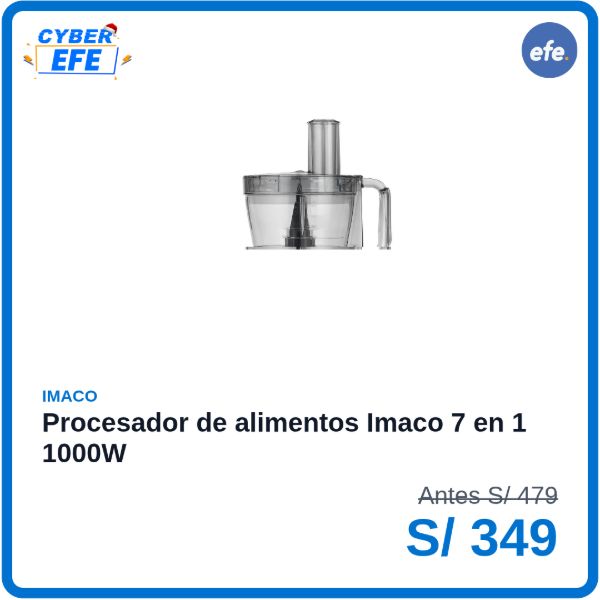 CYBER
EFE
efe.
IMACO
Procesador de alimentos Imaco 7 en 1
1000W
Antes S/ 479
S/ 349